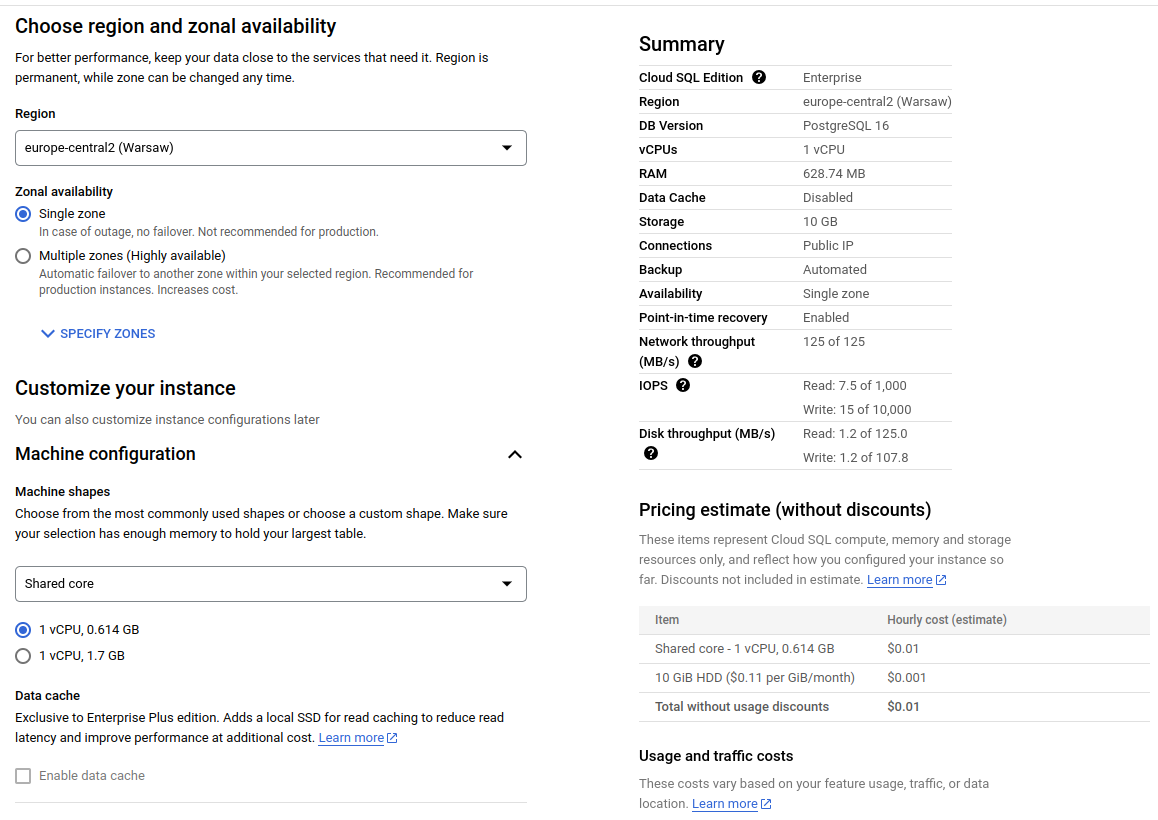 Choose region and zonal availability
For better performance, keep your data close to the services that need it. Region is
permanent, while zone can be changed any time.
Region
europe-central2 (Warsaw)
Zonal availability
Single zone
In case of outage, no failover. Not recommended for production.
Multiple zones (Highly available)
Automatic failover to another zone within your selected region. Recommended for
production instances. Increases cost.
SPECIFY ZONES
Customize your instance
You can also customize instance configurations later
Machine configuration
Machine shapes
Choose from the most commonly used shapes or choose a custom shape. Make sure
your selection has enough memory to hold your largest table.
Shared core
1 vCPU, 0.614 GB
1 vCPU, 1.7 GB
Data cache
Exclusive to Enterprise Plus edition. Adds a local SSD for read caching to reduce read
latency and improve performance at additional cost. Learn more
Enable data cache
Summary
Cloud SQL Edition ? Enterprise
Region europe-central2 (Warsaw)
DB Version PostgreSQL 16
vCPUs 1 vCPU
RAM 628.74 MB
Data Cache Disabled
Storage 10 GB
Connections Public IP
Backup Automated
Availability Single zone
Point-in-time recovery Enabled
Network throughput 125 of 125
(MB/s) ?
IOPS ? Read: 7.5 of 1,000
Write: 15 of 10,000
Disk throughput (MB/s) Read: 1.2 of 125.0
? Write: 1.2 of 107.8
Pricing estimate (without discounts)
These items represent Cloud SQL compute, memory and storage
resources only, and reflect how you configured your instance so
far. Discounts not included in estimate. Learn more
Item Hourly cost (estimate)
Shared core - 1 vCPU, 0.614 GB $0.01
10 GiB HDD ($0.11 per GiB/month) $0.001
Total without usage discounts $0.01
Usage and traffic costs
These costs vary based on your feature usage, traffic, or data
location. Learn more